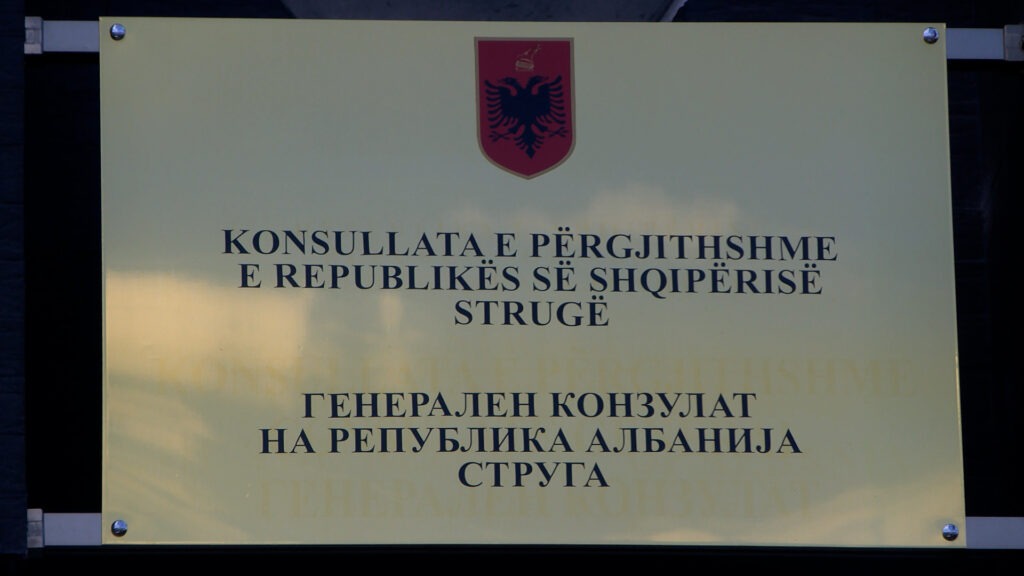 KONSULLATA E PËRGJITHSHME
E REPUBLIKËS SË SHQIPËRISË
STRUGË
ГЕНЕРАЛЕН КОНЗУЛАТ
НА РЕПУБЛИКА АЛБАНИЈА
СТРУГА